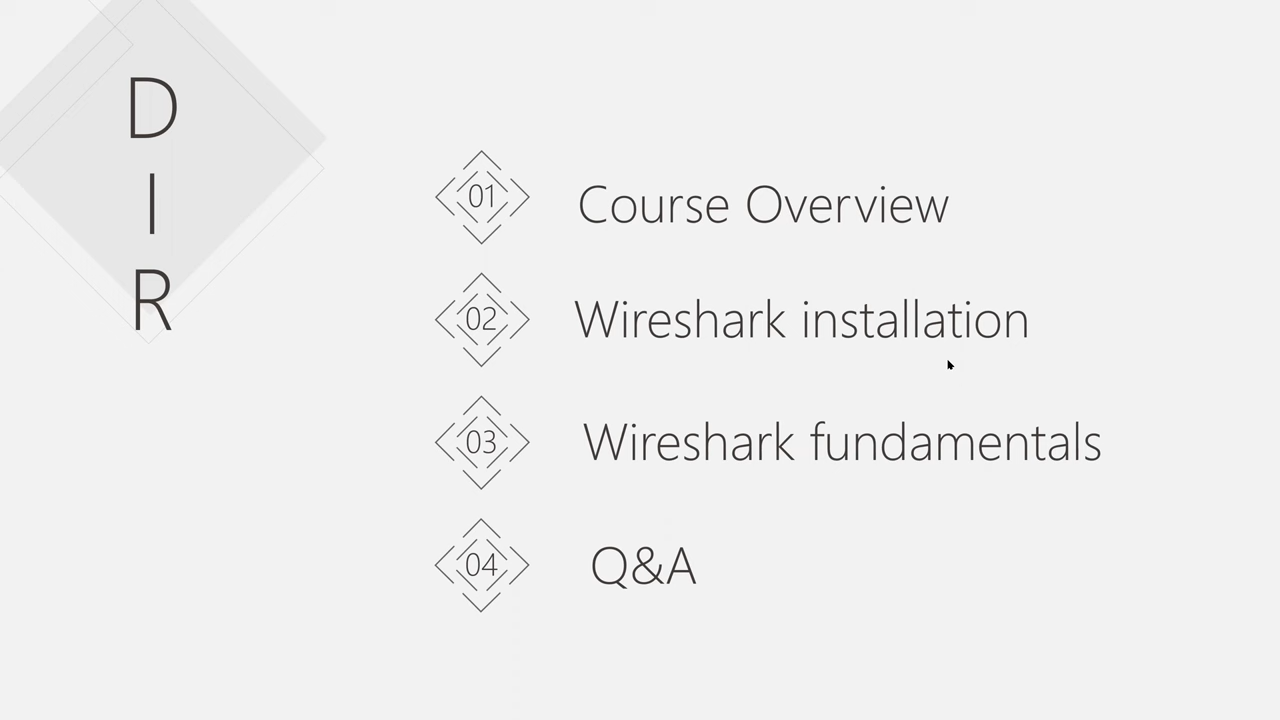 D
I
R
01 Course Overview
02 Wireshark installation
03 Wireshark fundamentals
04 Q&A